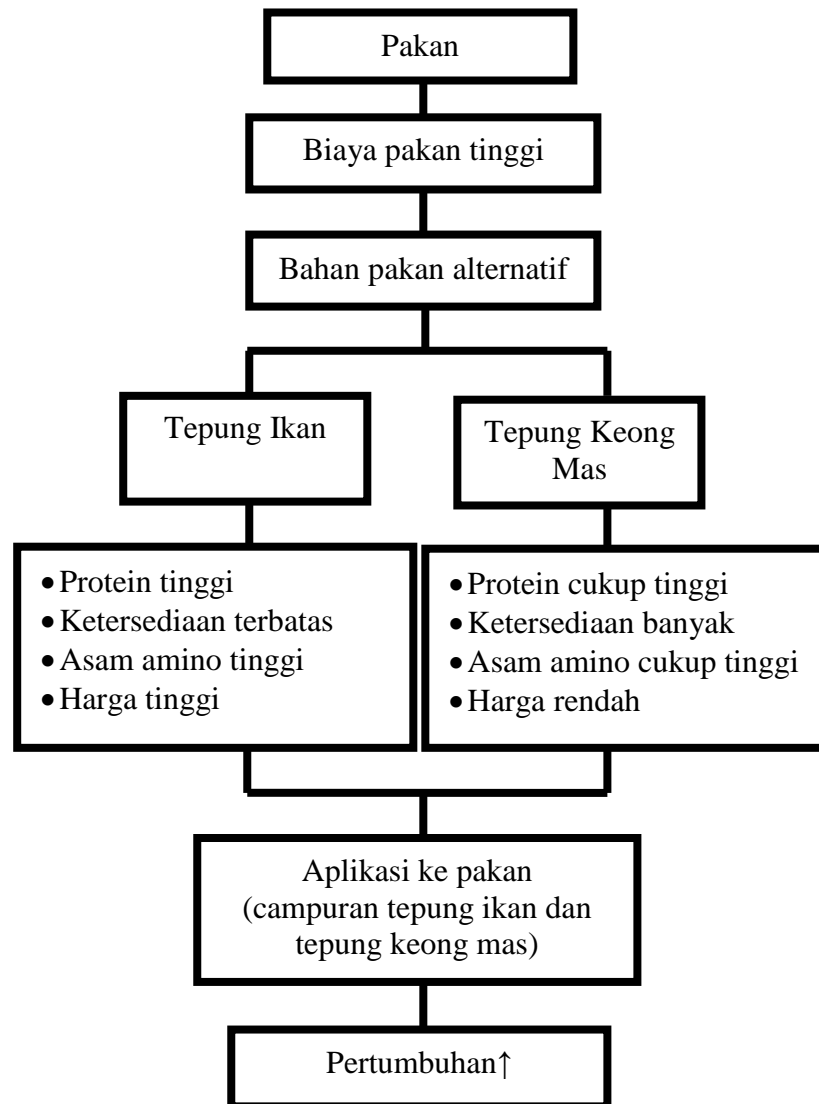 Pakan
Biaya pakan tinggi
Bahan pakan alternatif
Tepung Ikan
Tepung Keong
Mas
• Protein tinggi
• Ketersediaan terbatas
• Asam amino tinggi
• Harga tinggi
• Protein cukup tinggi
• Ketersediaan banyak
• Asam amino cukup tinggi
• Harga rendah
Aplikasi ke pakan
(campuran tepung ikan dan
tepung keong mas)
Pertumbuhan↑